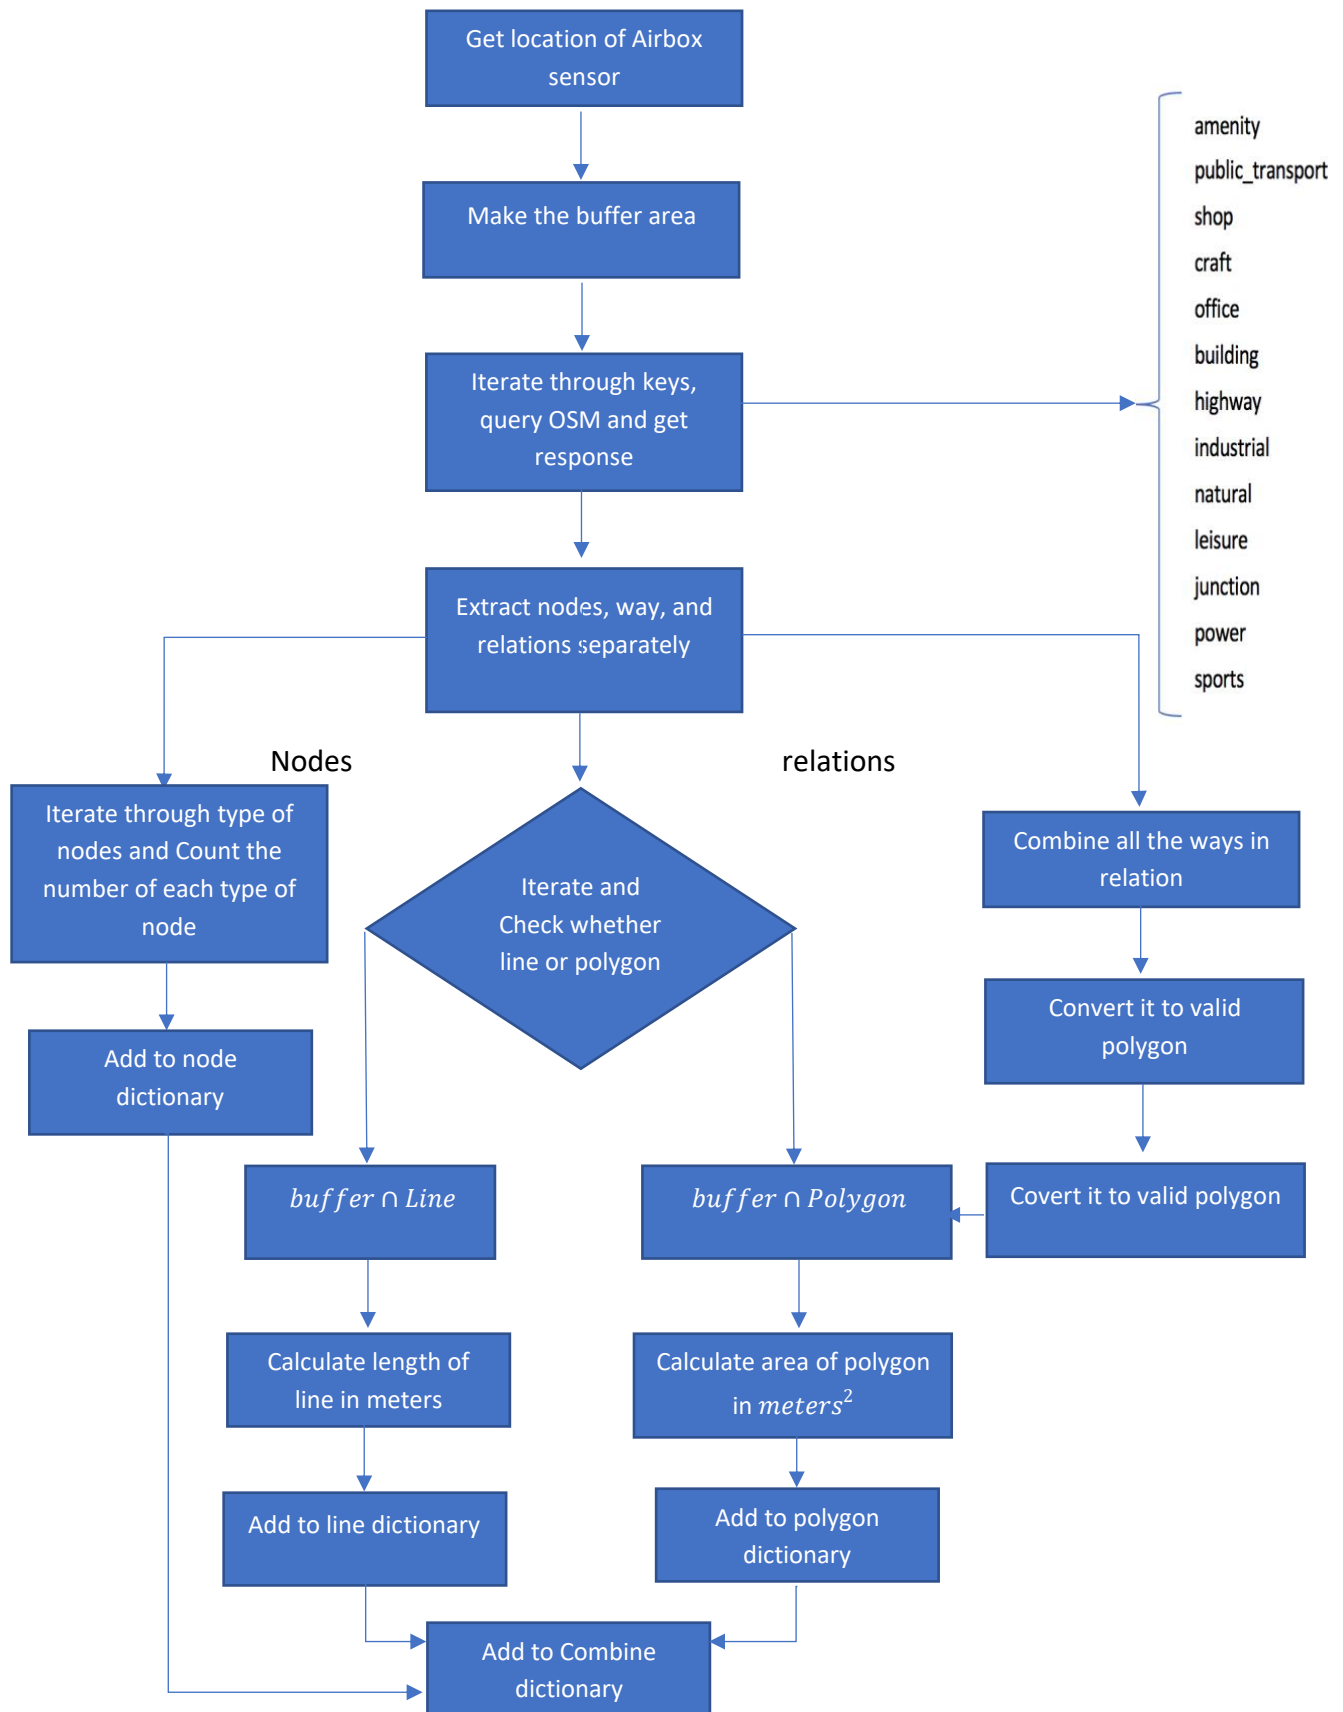 Get location of Airbox
sensor
Make the buffer area
Iterate through keys,
query OSM and get
response
amenity
public_transport
shop
craft
office
building
highway
industrial
natural
leisure
junction
power
sports
Extract nodes, way, and
relations separately
Nodes
relations
Iterate through type of
nodes and Count the
number of each type of
node
Iterate and
Check whether
line or polygon
Combine all the ways in
relation
Convert it to valid
polygon
Add to node
dictionary
buffer ∩ Line
buffer ∩ Polygon
Covert it to valid polygon
Calculate length of
line in meters
Calculate area of polygon
in meters²
Add to line dictionary
Add to polygon
dictionary
Add to Combine
dictionary